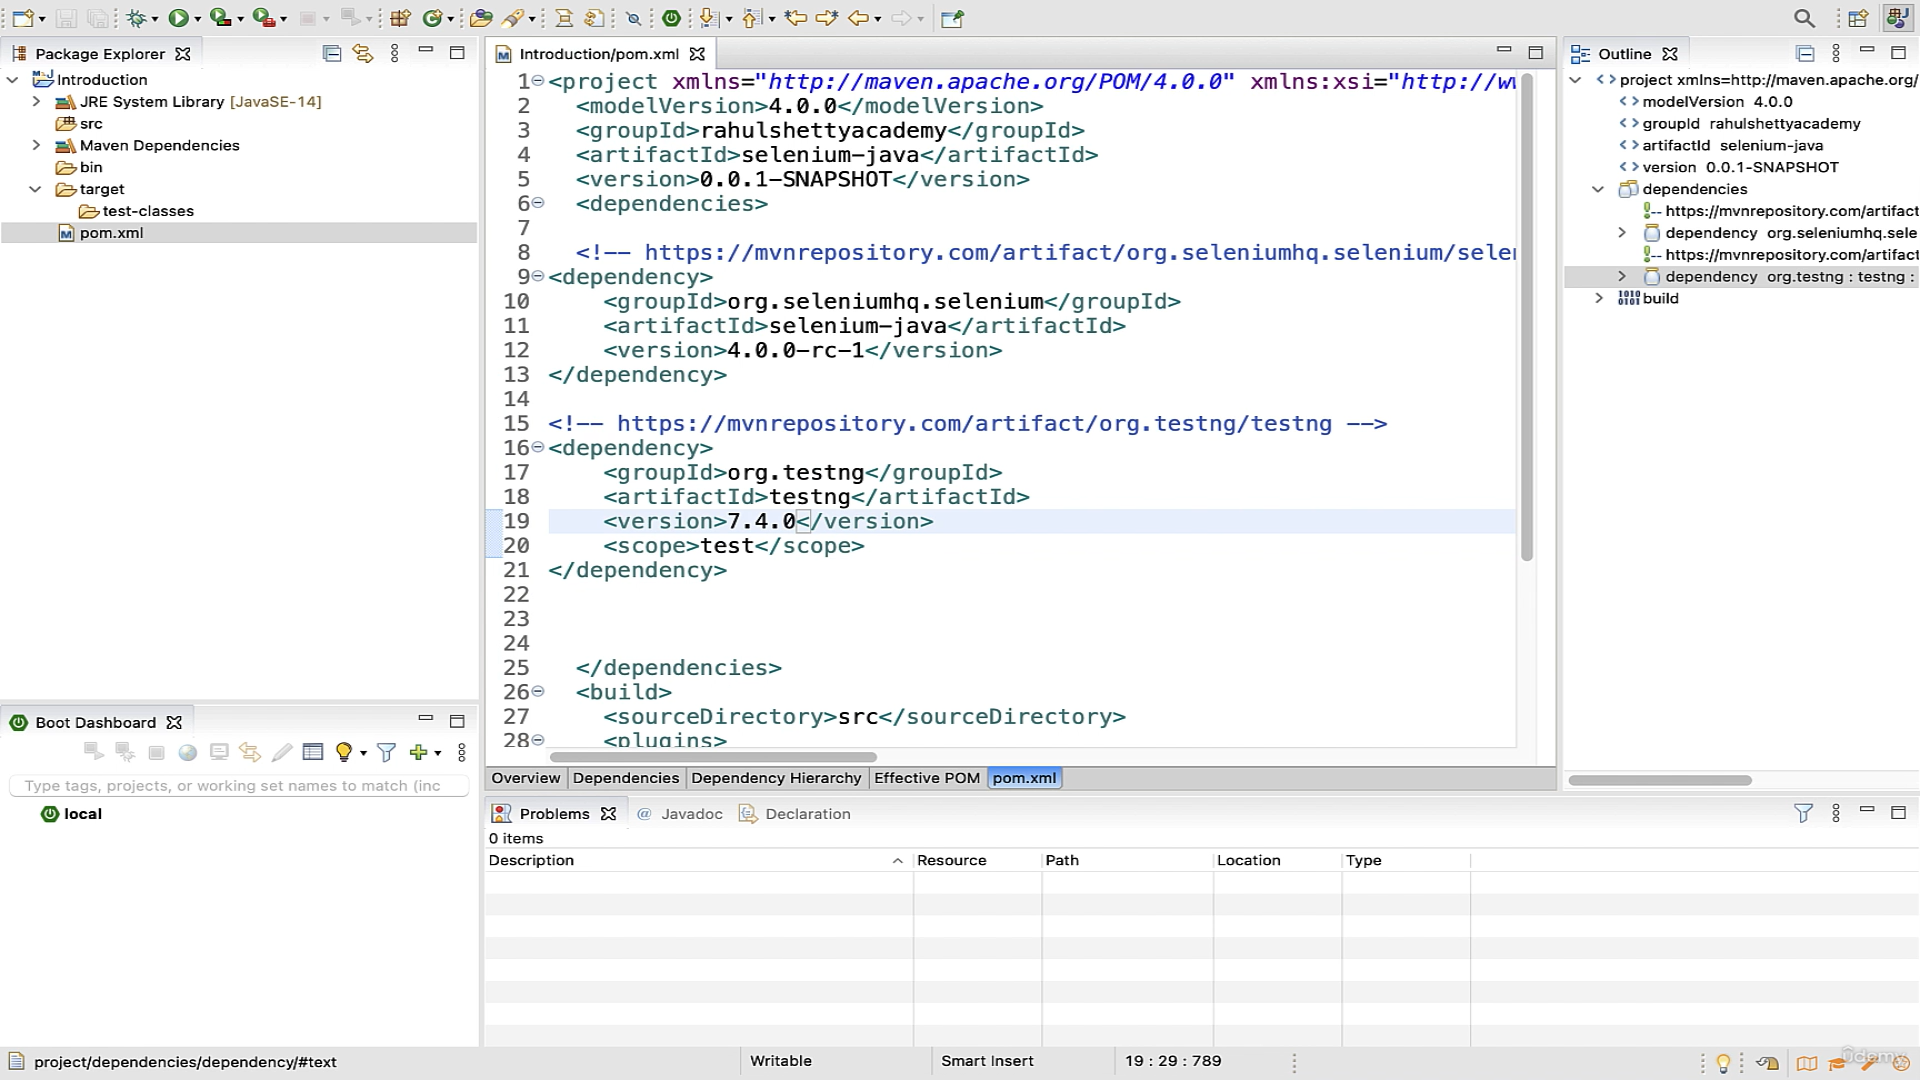 Package Explorer
Introduction
JRE System Library [JavaSE-14]
src
Maven Dependencies
bin
target
test-classes
pom.xml
Introduction/pom.xml
1 <project xmlns="http://maven.apache.org/POM/4.0.0" xmlns:xsi="http://w
2 <modelVersion>4.0.0</modelVersion>
3 <groupId>rahulshettyacademy</groupId>
4 <artifactId>selenium-java</artifactId>
5 <version>0.0.1-SNAPSHOT</version>
6 <dependencies>
7
8 <!-- https://mvnrepository.com/artifact/org.seleniumhq.selenium/sele
9 <dependency>
10 <groupId>org.seleniumhq.selenium</groupId>
11 <artifactId>selenium-java</artifactId>
12 <version>4.0.0-rc-1</version>
13 </dependency>
14
15 <!-- https://mvnrepository.com/artifact/org.testng/testng -->
16 <dependency>
17 <groupId>org.testng</groupId>
18 <artifactId>testng</artifactId>
19 <version>7.4.0</version>
20 <scope>test</scope>
21 </dependency>
22
23
24
25 </dependencies>
26 <build>
27 <sourceDirectory>src</sourceDirectory>
28 <plugins>
Overview Dependencies Dependency Hierarchy Effective POM pom.xml
Outline
project xmlns=http://maven.apache.org/
modelVersion 4.0.0
groupId rahulshettyacademy
artifactId selenium-java
version 0.0.1-SNAPSHOT
dependencies
https://mvnrepository.com/artifact
dependency org.seleniumhq.sele
https://mvnrepository.com/artifact
dependency org.testng : testng :
build
Boot Dashboard
Type tags, projects, or working set names to match (inc
local
Problems Javadoc Declaration
0 items
Description Resource Path Location Type
project/dependencies/dependency/#text Writable Smart Insert 19 : 29 : 789
ûdemy